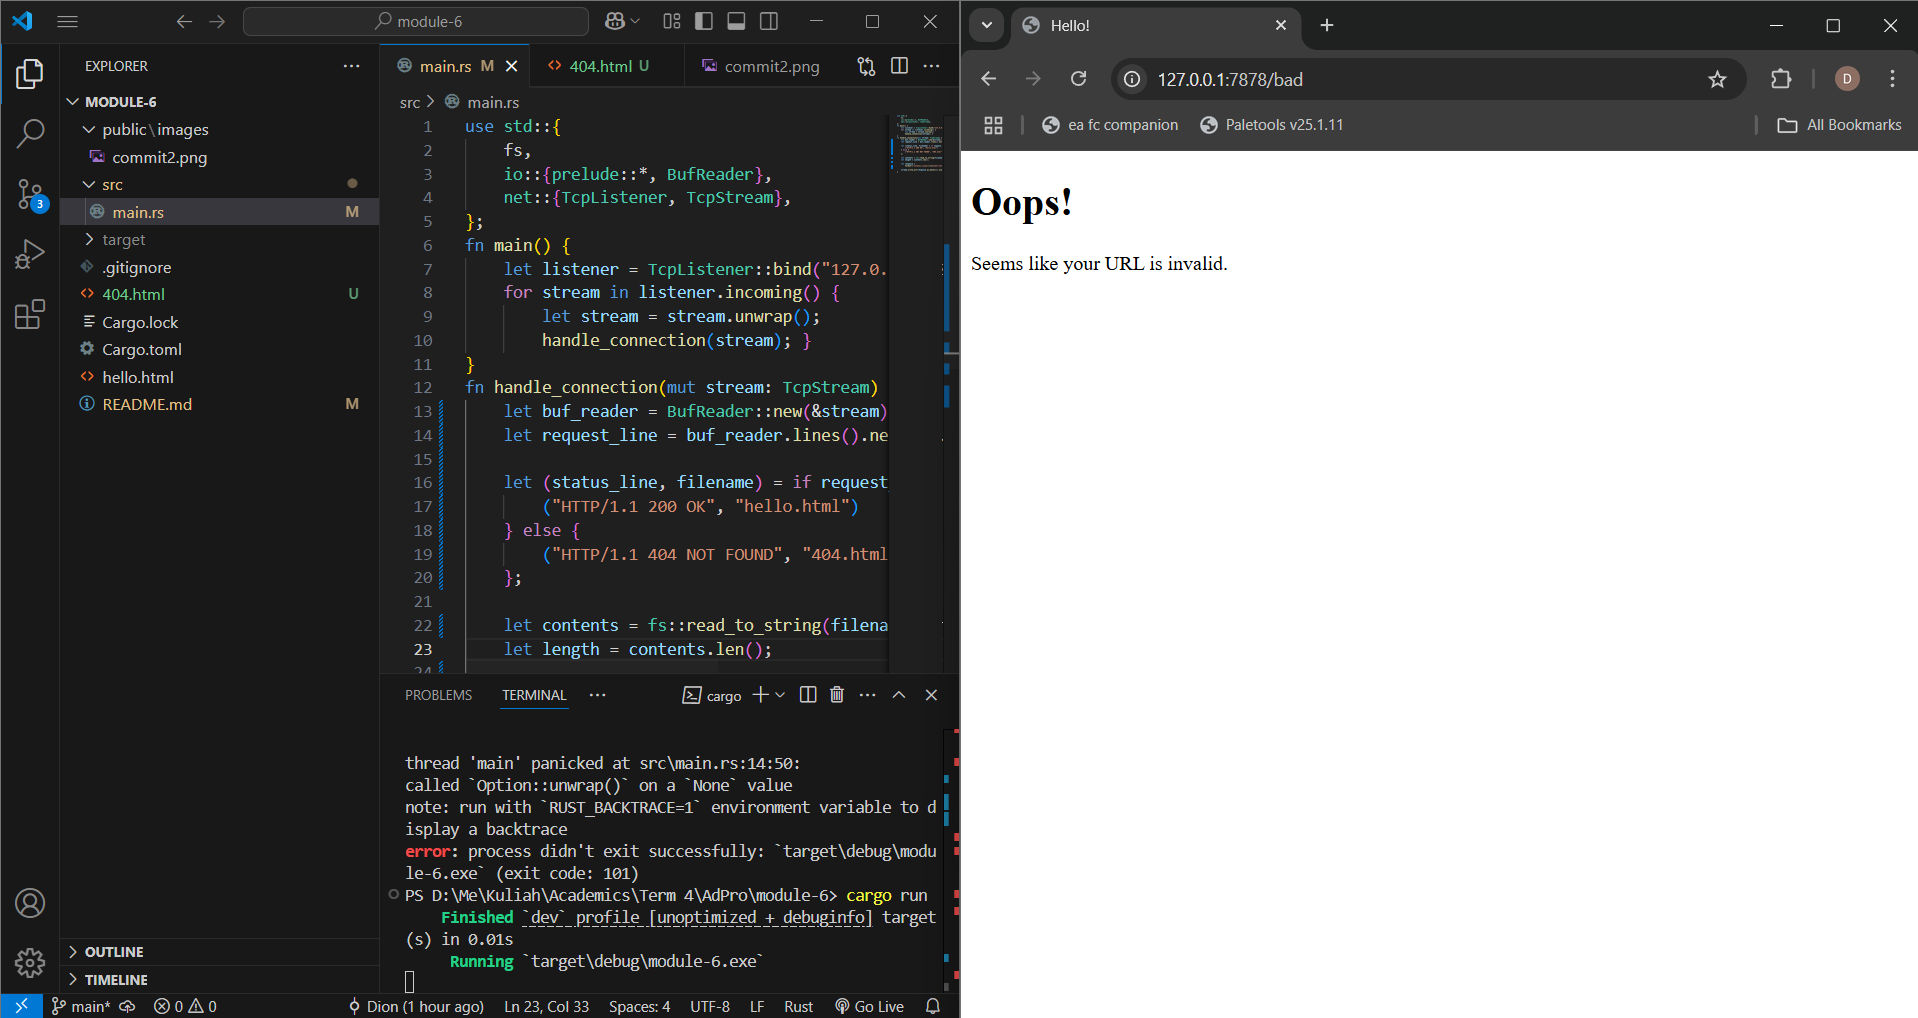 module-6
EXPLORER
MODULE-6
public\images
commit2.png
src
main.rs M
target
.gitignore
404.html U
Cargo.lock
Cargo.toml
hello.html
README.md M
3
OUTLINE
TIMELINE
main.rs M
404.html U
commit2.png
src > main.rs
1 use std::{
2 fs,
3 io::{prelude::*, BufReader},
4 net::{TcpListener, TcpStream},
5 };
6 fn main() {
7 let listener = TcpListener::bind("127.0.
8 for stream in listener.incoming() {
9 let stream = stream.unwrap();
10 handle_connection(stream); }
11 }
12 fn handle_connection(mut stream: TcpStream)
13 let buf_reader = BufReader::new(&stream)
14 let request_line = buf_reader.lines().ne
15
16 let (status_line, filename) = if request_
17 ("HTTP/1.1 200 OK", "hello.html")
18 } else {
19 ("HTTP/1.1 404 NOT FOUND", "404.html
20 };
21
22 let contents = fs::read_to_string(filena
23 let length = contents.len();
24
PROBLEMS TERMINAL cargo
thread 'main' panicked at src\main.rs:14:50:
called `Option::unwrap()` on a `None` value
note: run with `RUST_BACKTRACE=1` environment variable to d
isplay a backtrace
error: process didn't exit successfully: `target\debug\modu
le-6.exe` (exit code: 101)
PS D:\Me\Kuliah\Academics\Term 4\AdPro\module-6> cargo run
Finished `dev` profile [unoptimized + debuginfo] target
(s) in 0.01s
Running `target\debug\module-6.exe`
main* 0 0 Dion (1 hour ago) Ln 23, Col 33 Spaces: 4 UTF-8 LF Rust Go Live
Hello!
127.0.0.1:7878/bad
D
ea fc companion Paletools v25.1.11 All Bookmarks
Oops!
Seems like your URL is invalid.